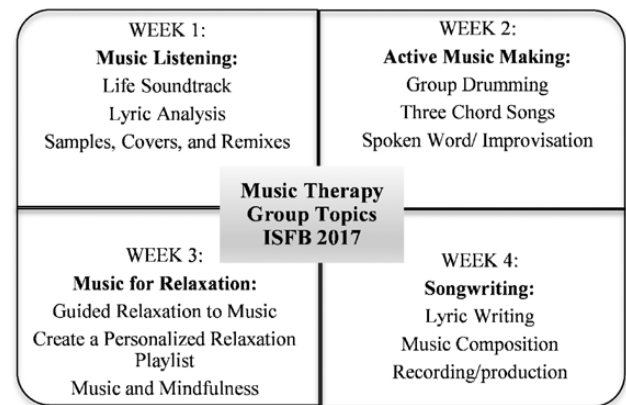 WEEK 1:
Music Listening:
Life Soundtrack
Lyric Analysis
Samples, Covers, and Remixes
WEEK 2:
Active Music Making:
Group Drumming
Three Chord Songs
Spoken Word/ Improvisation
Music Therapy
Group Topics
ISFB 2017
WEEK 3:
Music for Relaxation:
Guided Relaxation to Music
Create a Personalized Relaxation
Playlist
Music and Mindfulness
WEEK 4:
Songwriting:
Lyric Writing
Music Composition
Recording/production